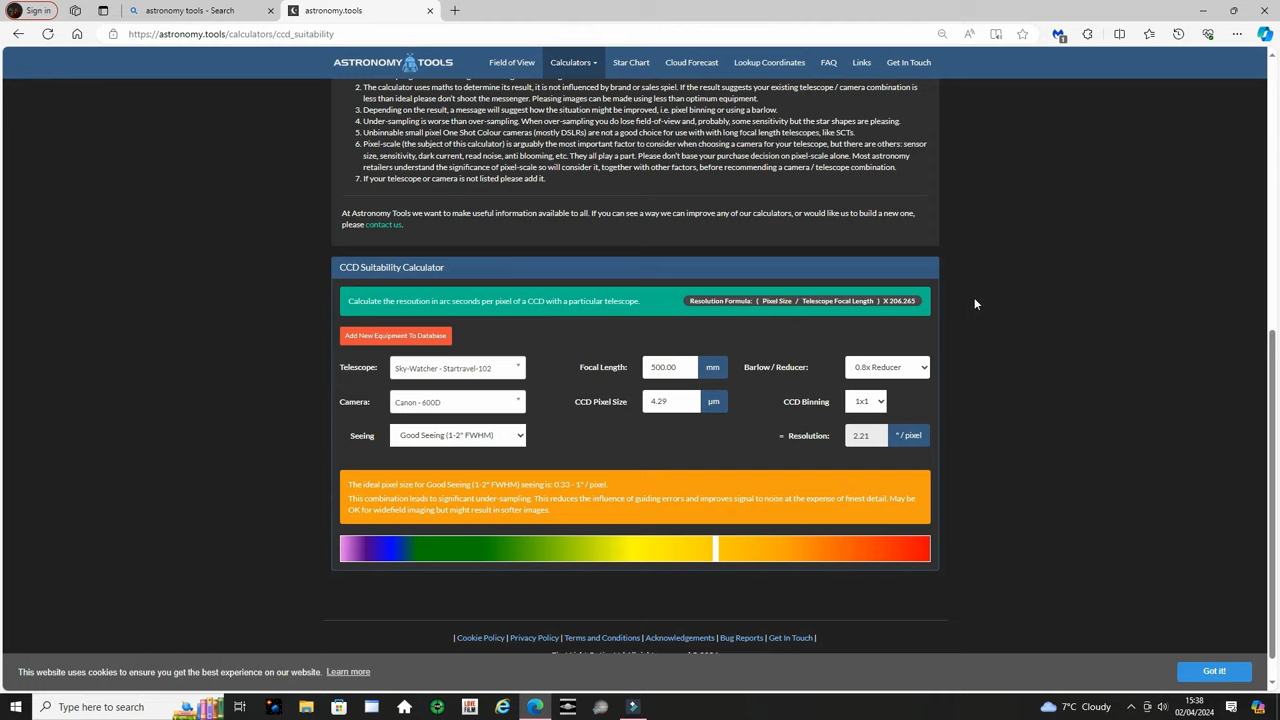 Sign in
astronomy tools - Search
astronomy.tools
https://astronomy.tools/calculators/ccd_suitability
ASTRONOMY TOOLS
Field of View
Calculators
Star Chart
Cloud Forecast
Lookup Coordinates
FAQ
Links
Get In Touch
2. The calculator uses maths to determine its result, it is not influenced by brand or sales spiel. If the result suggests your existing telescope / camera combination is
less than ideal please don't shoot the messenger. Pleasing images can be made using less than optimum equipment.
3. Depending on the result, a message will suggest how the situation might be improved, i.e. pixel binning or using a barlow.
4. Under-sampling is worse than over-sampling. When over-sampling you do lose field-of-view and, probably, some sensitivity but the star shapes are pleasing.
5. Unbinnable small pixel One Shot Colour cameras (mostly DSLRs) are not a good choice for use with with long focal length telescopes, like SCTs.
6. Pixel-scale (the subject of this calculator) is arguably the most important factor to consider when choosing a camera for your telescope, but there are others: sensor
size, sensitivity, dark current, read noise, anti blooming, etc. They all play a part. Please don't base your purchase decision on pixel-scale alone. Most astronomy
retailers understand the significance of pixel-scale so will consider it, together with other factors, before recommending a camera / telescope combination.
7. If your telescope or camera is not listed please add it.
At Astronomy Tools we want to make useful information available to all. If you can see a way we can improve any of our calculators, or would like us to build a new one,
please contact us.
CCD Suitability Calculator
Calculate the resoution in arc seconds per pixel of a CCD with a particular telescope.
Resolution Formula: ( Pixel Size / Telescope Focal Length ) X 206.265
Add New Equipment To Database
Telescope: Sky-Watcher - Startravel-102 Focal Length: 500.00 mm Barlow / Reducer: 0.8x Reducer
Camera: Canon - 600D CCD Pixel Size 4.29 µm CCD Binning 1x1
Seeing Good Seeing (1-2" FWHM) = Resolution: 2.21 " / pixel
The ideal pixel size for Good Seeing (1-2" FWHM) seeing is: 0.33 - 1" / pixel.
This combination leads to significant under-sampling. This reduces the influence of guiding errors and improves signal to noise at the expense of finest detail. May be
OK for widefield imaging but might result in softer images.
| Cookie Policy | Privacy Policy | Terms and Conditions | Acknowledgements | Bug Reports | Get In Touch |
This website uses cookies to ensure you get the best experience on our website. Learn more
Got it!
Type here to search
7°C Cloudy
15:38
02/04/2024